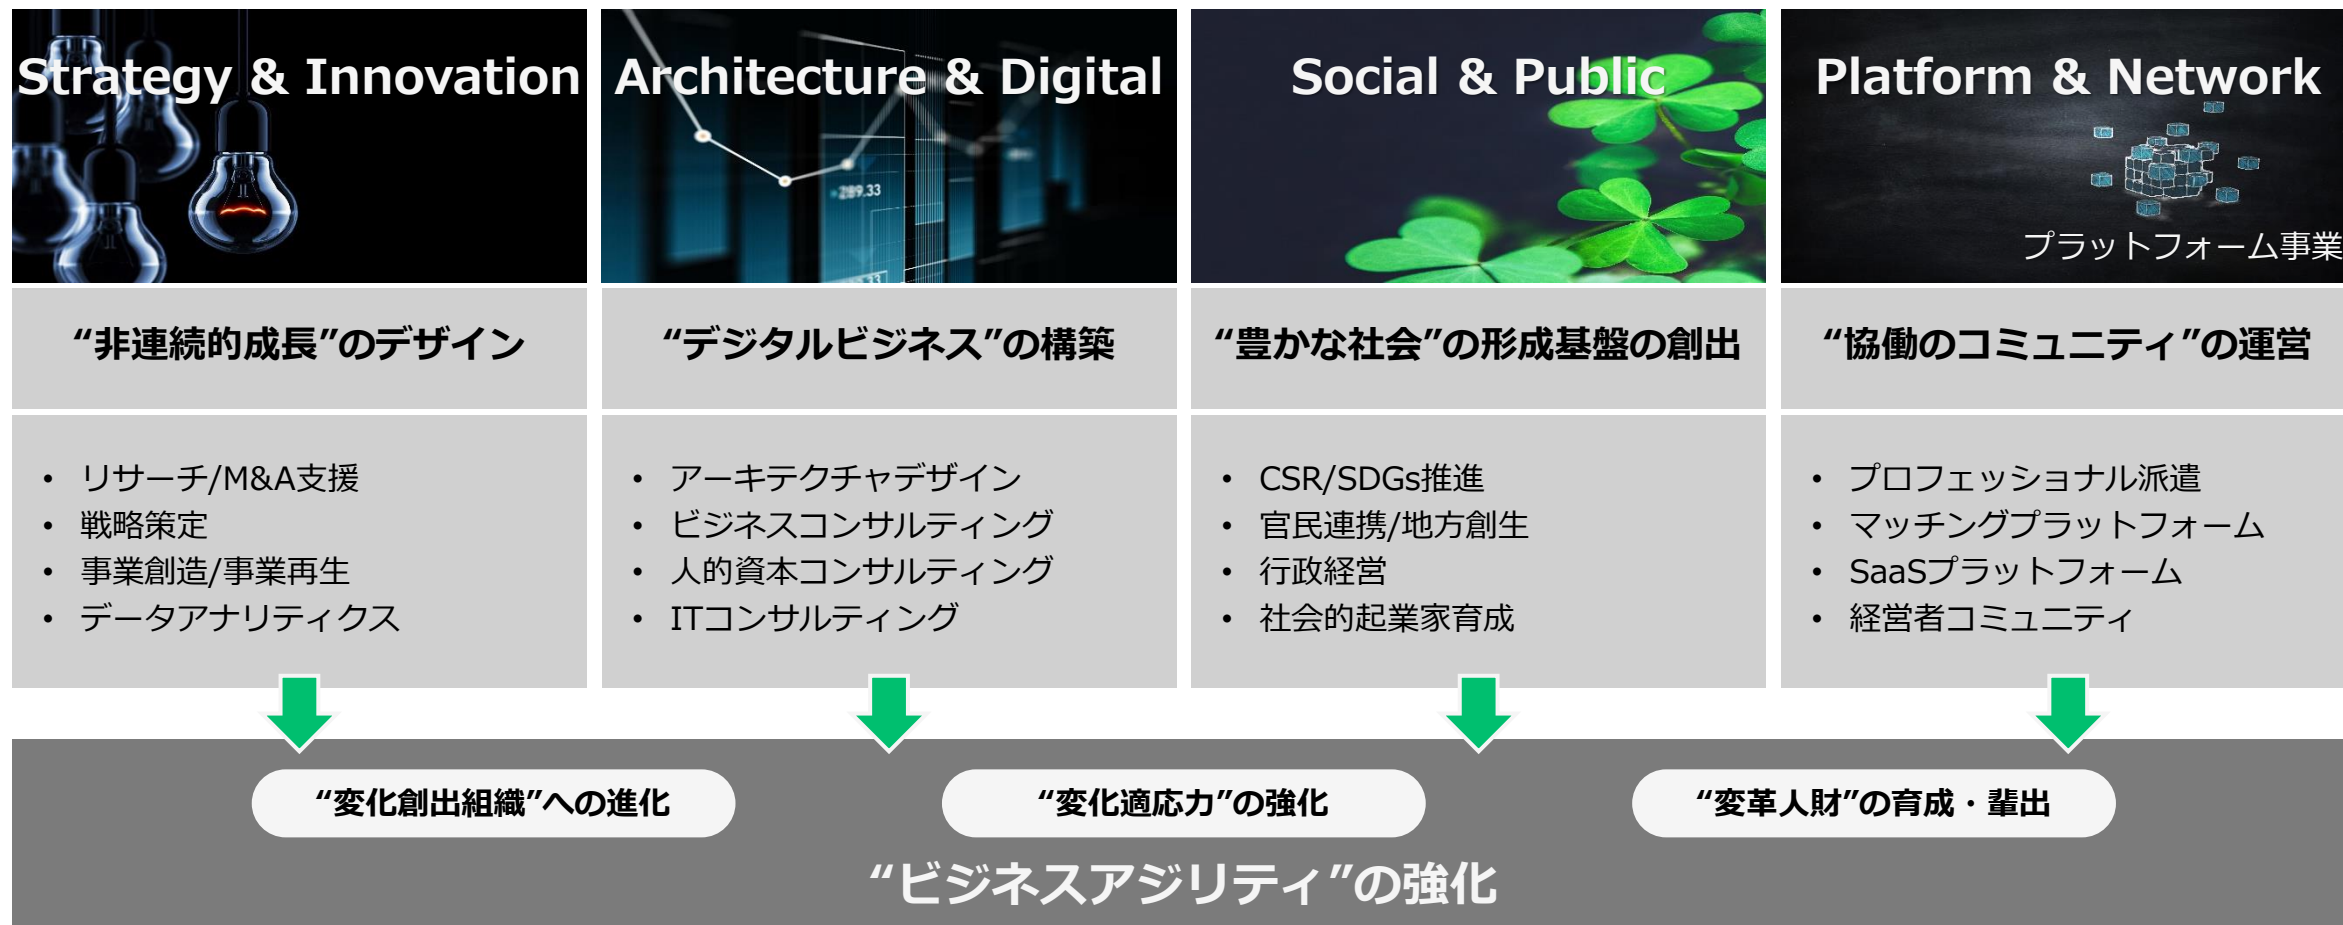 Strategy & Innovation
Architecture & Digital
289.33
Social & Public
Platform & Network
プラットフォーム事業
“非連続的成長”のデザイン
“デジタルビジネス”の構築
“豊かな社会”の形成基盤の創出
“協働のコミュニティ”の運営
• リサーチ/M&A支援
• 戦略策定
• 事業創造/事業再生
• データアナリティクス
• アーキテクチャデザイン
• ビジネスコンサルティング
• 人的資本コンサルティング
• ITコンサルティング
• CSR/SDGs推進
• 官民連携/地方創生
• 行政経営
• 社会的起業家育成
• プロフェッショナル派遣
• マッチングプラットフォーム
• SaaSプラットフォーム
• 経営者コミュニティ
“変化創出組織”への進化
“変化適応力”の強化
“変革人財”の育成・輩出
“ビジネスアジリティ”の強化